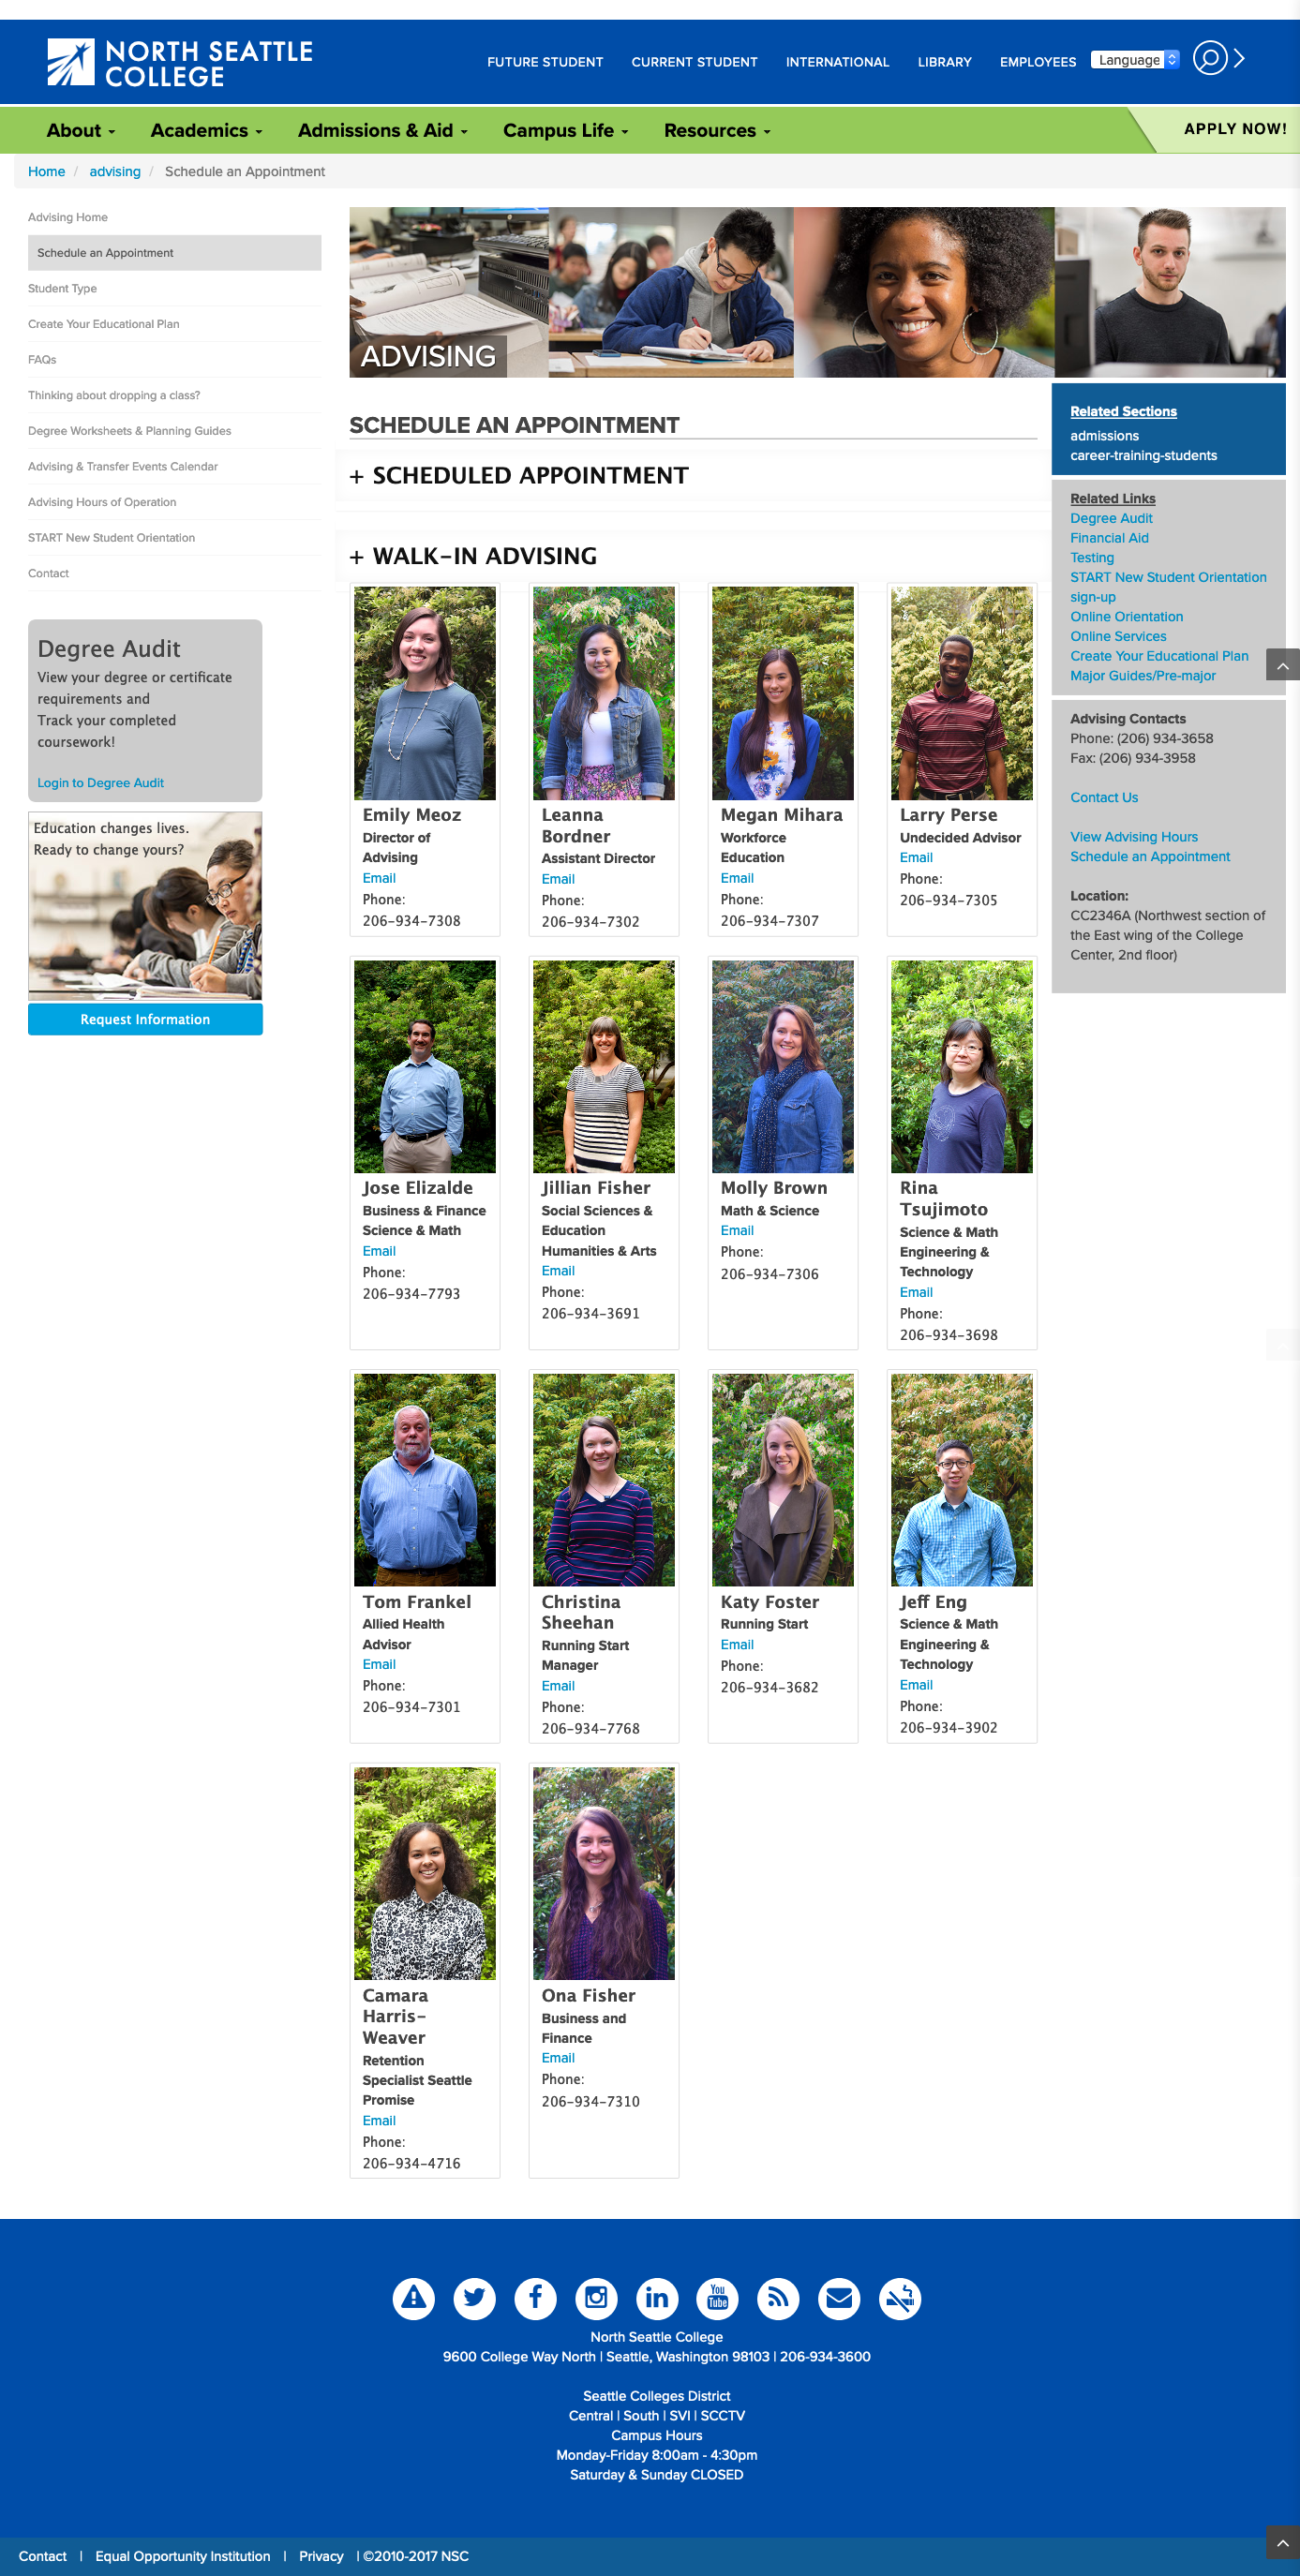 NORTH SEATTLE
COLLEGE
FUTURE STUDENT
CURRENT STUDENT
INTERNATIONAL
LIBRARY
EMPLOYEES
Language
About
Academics
Admissions & Aid
Campus Life
Resources
APPLY NOW!
Home / advising / Schedule an Appointment
Advising Home
Schedule an Appointment
Student Type
Create Your Educational Plan
FAQs
Thinking about dropping a class?
Degree Worksheets & Planning Guides
Advising & Transfer Events Calendar
Advising Hours of Operation
START New Student Orientation
Contact
Degree Audit
View your degree or certificate
requirements and
Track your completed
coursework!
Login to Degree Audit
Education changes lives.
Ready to change yours?
Request Information
ADVISING
SCHEDULE AN APPOINTMENT
+ SCHEDULED APPOINTMENT
+ WALK-IN ADVISING
Emily Meoz
Director of
Advising
Email
Phone:
206-934-7308
Leanna
Bordner
Assistant Director
Email
Phone:
206-934-7302
Megan Mihara
Workforce
Education
Email
Phone:
206-934-7307
Larry Perse
Undecided Advisor
Email
Phone:
206-934-7305
Jose Elizalde
Business & Finance
Science & Math
Email
Phone:
206-934-7793
Jillian Fisher
Social Sciences &
Education
Humanities & Arts
Email
Phone:
206-934-3691
Molly Brown
Math & Science
Email
Phone:
206-934-7306
Rina
Tsujimoto
Science & Math
Engineering &
Technology
Email
Phone:
206-934-3698
Tom Frankel
Allied Health
Advisor
Email
Phone:
206-934-7301
Christina
Sheehan
Running Start
Manager
Email
Phone:
206-934-7768
Katy Foster
Running Start
Email
Phone:
206-934-3682
Jeff Eng
Science & Math
Engineering &
Technology
Email
Phone:
206-934-3902
Camara
Harris-
Weaver
Retention
Specialist Seattle
Promise
Email
Phone:
206-934-4716
Ona Fisher
Business and
Finance
Email
Phone:
206-934-7310
Related Sections
admissions
career-training-students
Related Links
Degree Audit
Financial Aid
Testing
START New Student Orientation
sign-up
Online Orientation
Online Services
Create Your Educational Plan
Major Guides/Pre-major
Advising Contacts
Phone: (206) 934-3658
Fax: (206) 934-3958
Contact Us
View Advising Hours
Schedule an Appointment
Location:
CC2346A (Northwest section of
the East wing of the College
Center, 2nd floor)
You
Tube
North Seattle College
9600 College Way North | Seattle, Washington 98103 | 206-934-3600
Seattle Colleges District
Central | South | SVI | SCCTV
Campus Hours
Monday-Friday 8:00am - 4:30pm
Saturday & Sunday CLOSED
Contact | Equal Opportunity Institution | Privacy | ©2010-2017 NSC